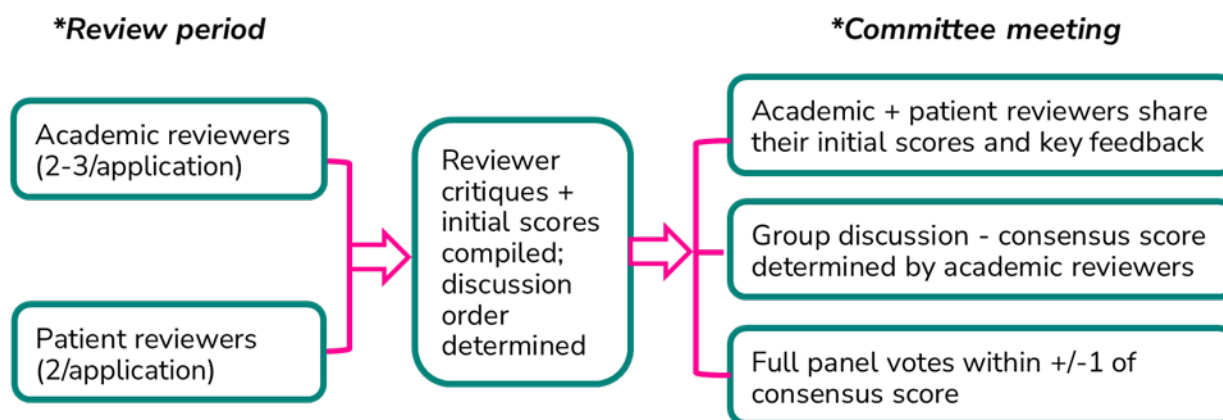 *Review period
*Committee meeting
Academic reviewers
(2-3/application)
Patient reviewers
(2/application)
Reviewer
critiques +
initial scores
compiled;
discussion
order
determined
Academic + patient reviewers share
their initial scores and key feedback
Group discussion - consensus score
determined by academic reviewers
Full panel votes within +/-1 of
consensus score